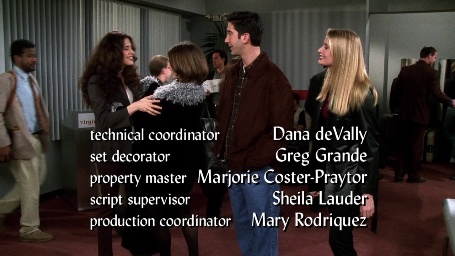 virgin
technical coordinator Dana deVally
set decorator Greg Grande
property master Marjorie Coster-Praytor
script supervisor Sheila Lauder
production coordinator Mary Rodriquez